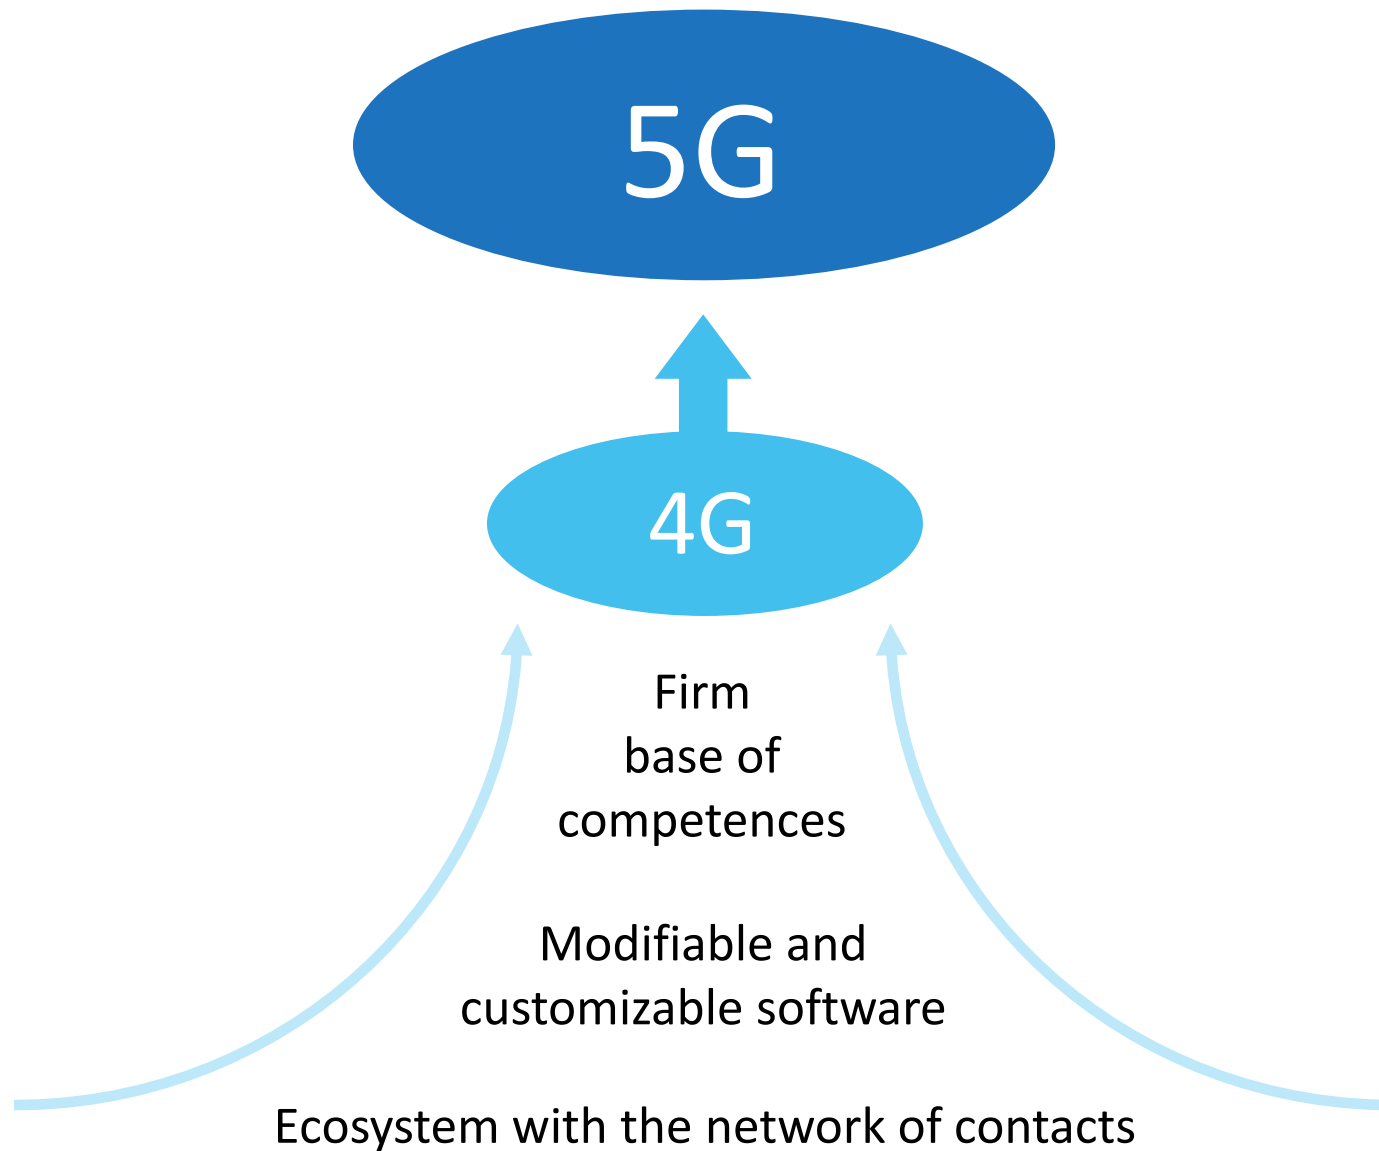 5G
4G
Firm
base of
competences
Modifiable and
customizable software
Ecosystem with the network of contacts